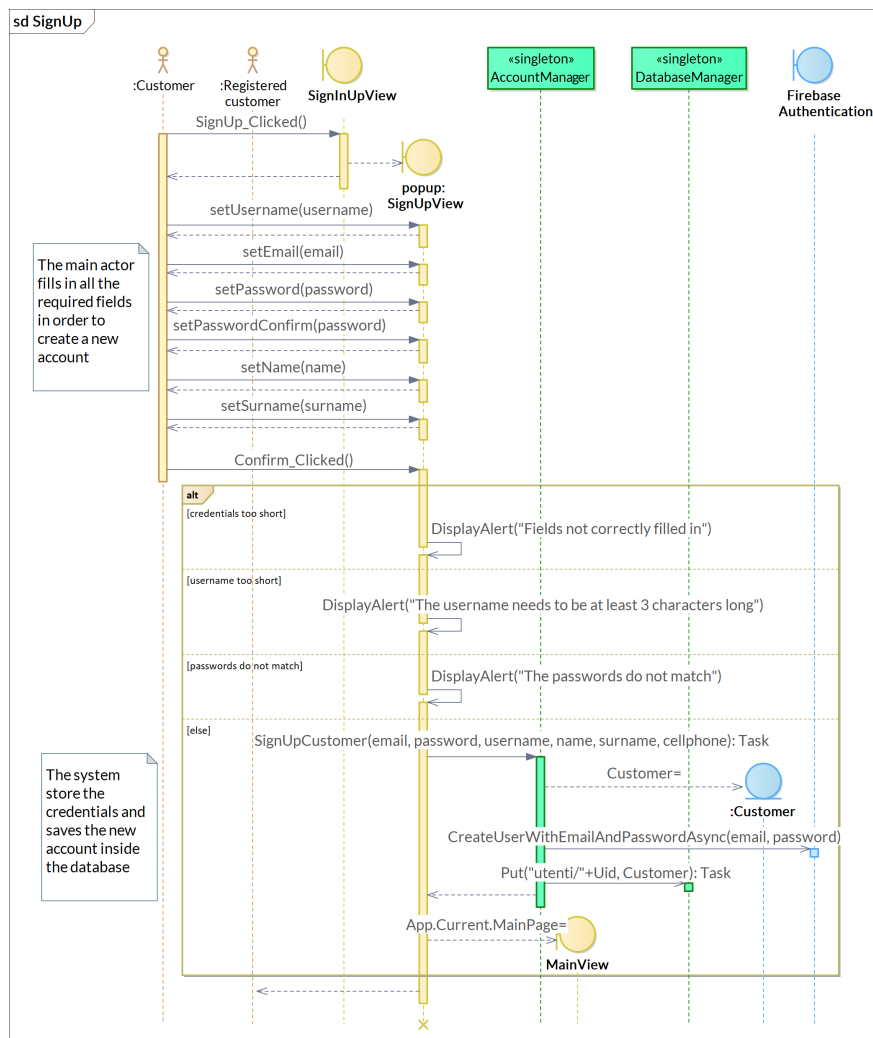 sd SignUp
:Customer
:Registered
customer
SignInUpView
«singleton»
AccountManager
«singleton»
DatabaseManager
Firebase
Authentication
SignUp_Clicked()
popup:
SignUpView
setUsername(username)
setEmail(email)
setPassword(password)
setPasswordConfirm(password)
setName(name)
setSurname(surname)
The main actor
fills in all the
required fields
in order to
create a new
account
Confirm_Clicked()
alt
[credentials too short]
DisplayAlert("Fields not correctly filled in")
[username too short]
DisplayAlert("The username needs to be at least 3 characters long")
[passwords do not match]
DisplayAlert("The passwords do not match")
[else]
SignUpCustomer(email, password, username, name, surname, cellphone): Task
Customer=
:Customer
The system
store the
credentials and
saves the new
account inside
the database
CreateUserWithEmailAndPasswordAsync(email, password)
Put("utenti/"+Uid, Customer): Task
App.Current.MainPage=
MainView